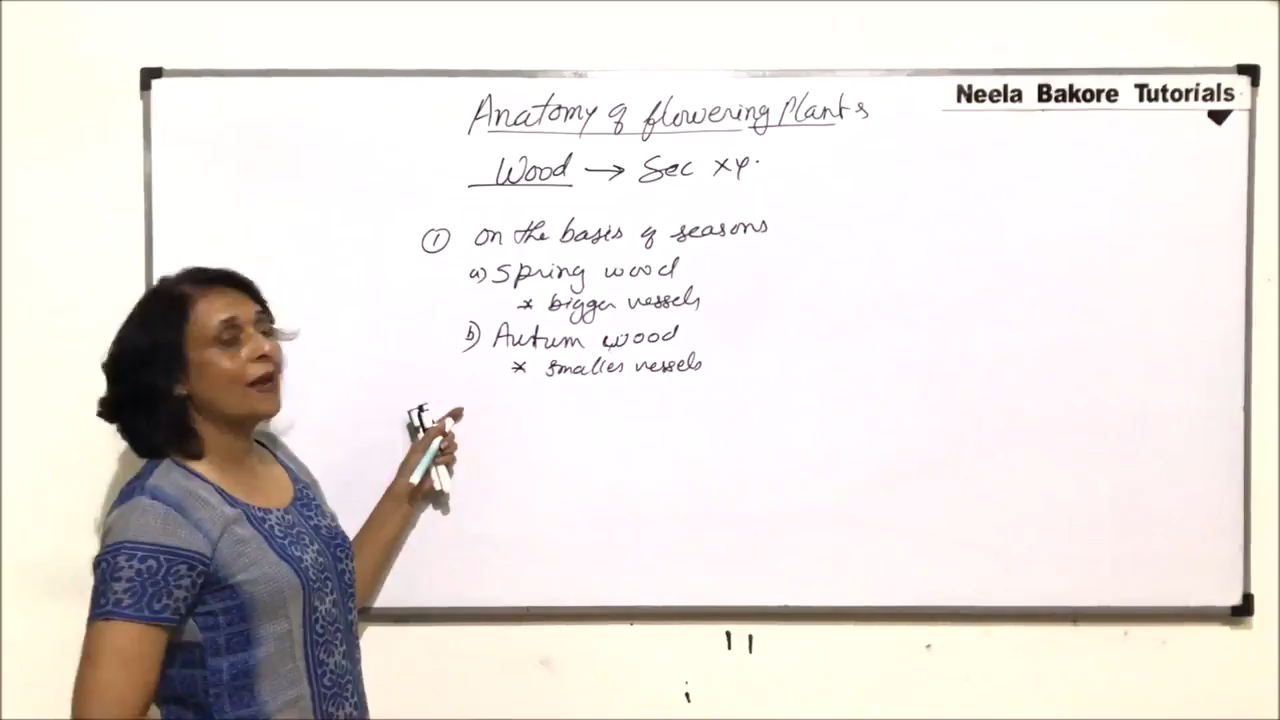 Neela Bakore Tutorials
Anatomy of flowering Plants
Wood → Sec xy.
① on the basis of seasons
a) Spring wood
* bigger vessels
b) Autum wood
* smaller vessels